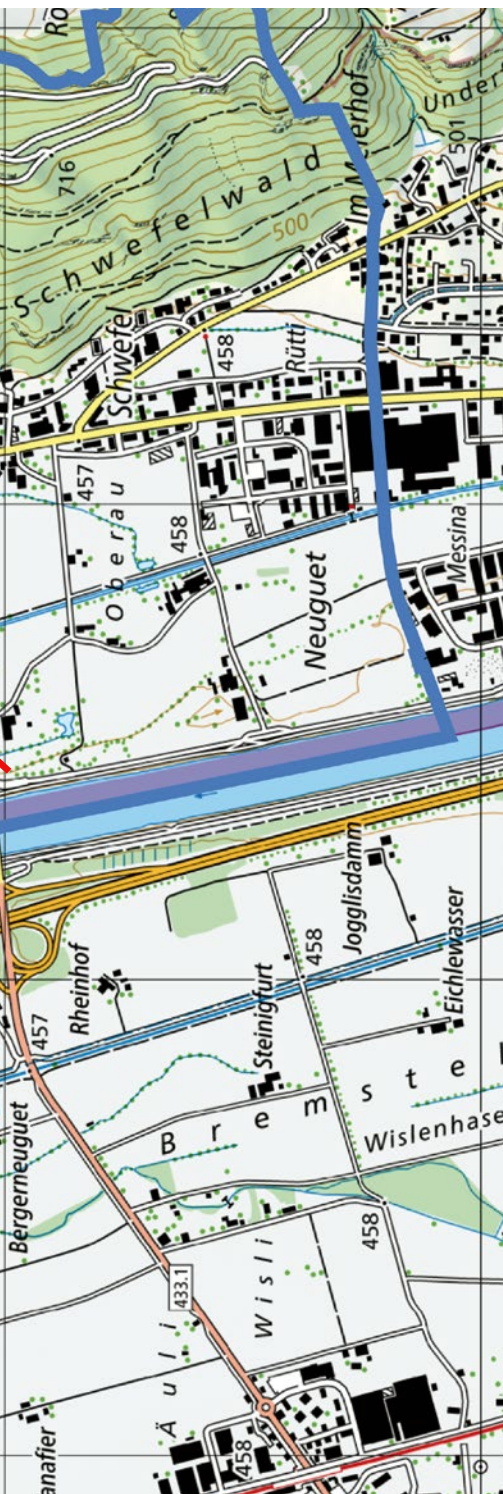 Ro
Im Meierhof
Under
501
716
Schwefelwald
500
Schwefel
458
Rütti
457
Oberau
458
Neuguet
Messina
Jogglisdamm
458
Eichlewasser
Rheinhof
Steinigfurt
457
Bremstel
Wislenhase
Bergerneuguet
458
433.1
Wisli
Äuli
anafier
458